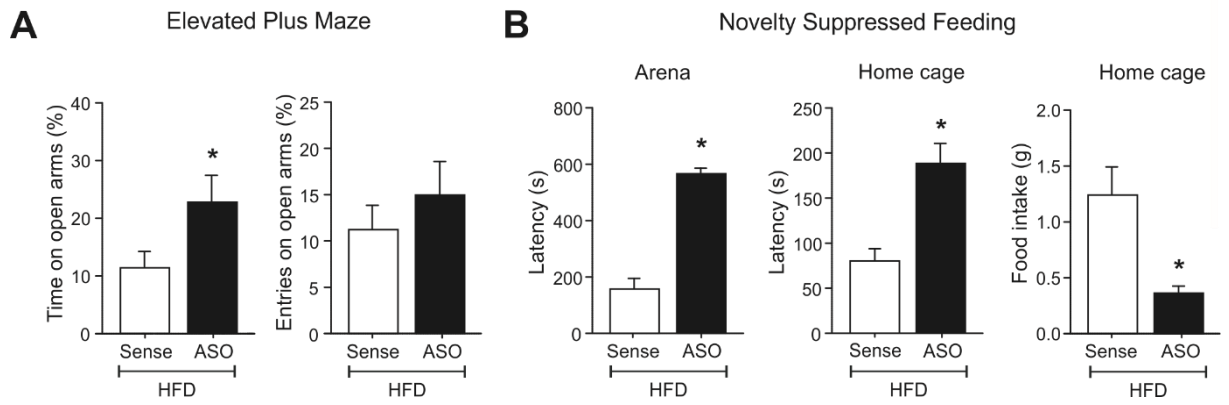 A
Elevated Plus Maze
Time on open arms (%)
40
30
20
10
0
*
Sense ASO
HFD
Entries on open arms (%)
25
20
15
10
5
0
Sense ASO
HFD
B
Novelty Suppressed Feeding
Arena
Latency (s)
800
600
400
200
0
*
Sense ASO
HFD
Home cage
Latency (s)
250
200
150
100
50
0
*
Sense ASO
HFD
Home cage
Food intake (g)
2.0
1.5
1.0
0.5
0.0
*
Sense ASO
HFD